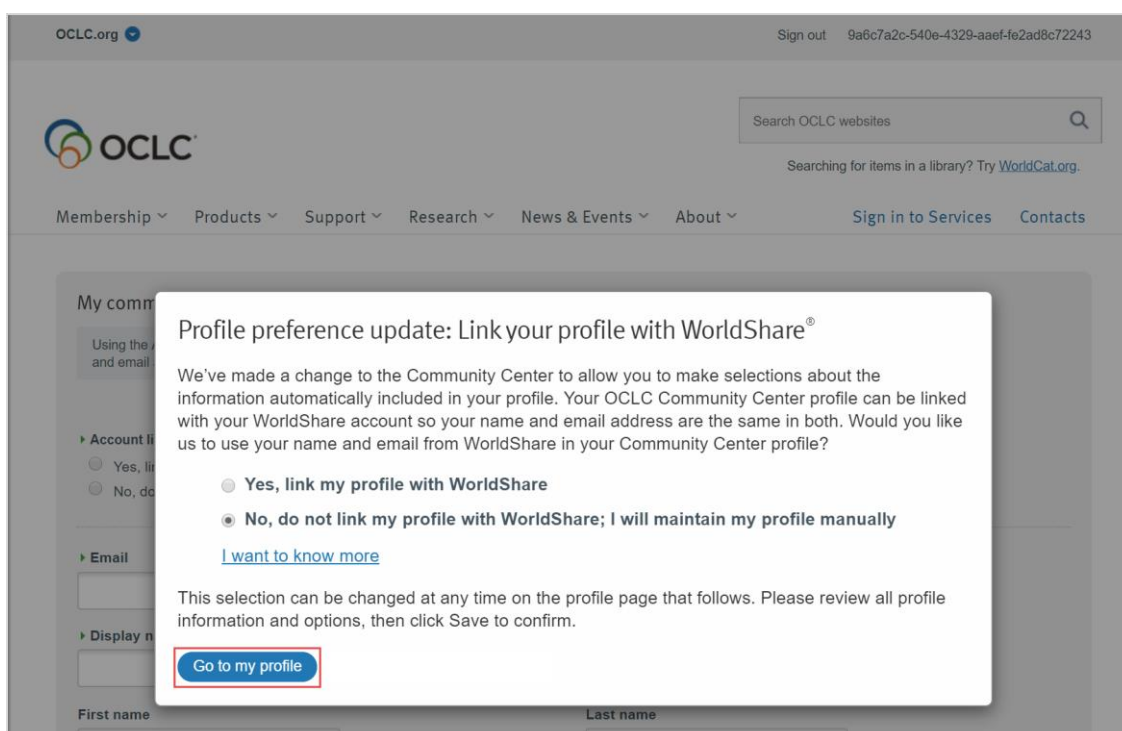 OCLC.org
Sign out 9a6c7a2c-540e-4329-aaef-fe2ad8c72243
OCLC
Search OCLC websites
Searching for items in a library? Try WorldCat.org.
Membership Products Support Research News & Events About Sign in to Services Contacts
My comm
Using the
and email
Account li
Yes, lin
No, do
Email
Display n
First name
Last name
Profile preference update: Link your profile with WorldShare®
We've made a change to the Community Center to allow you to make selections about the
information automatically included in your profile. Your OCLC Community Center profile can be linked
with your WorldShare account so your name and email address are the same in both. Would you like
us to use your name and email from WorldShare in your Community Center profile?
Yes, link my profile with WorldShare
No, do not link my profile with WorldShare; I will maintain my profile manually
I want to know more
This selection can be changed at any time on the profile page that follows. Please review all profile
information and options, then click Save to confirm.
Go to my profile